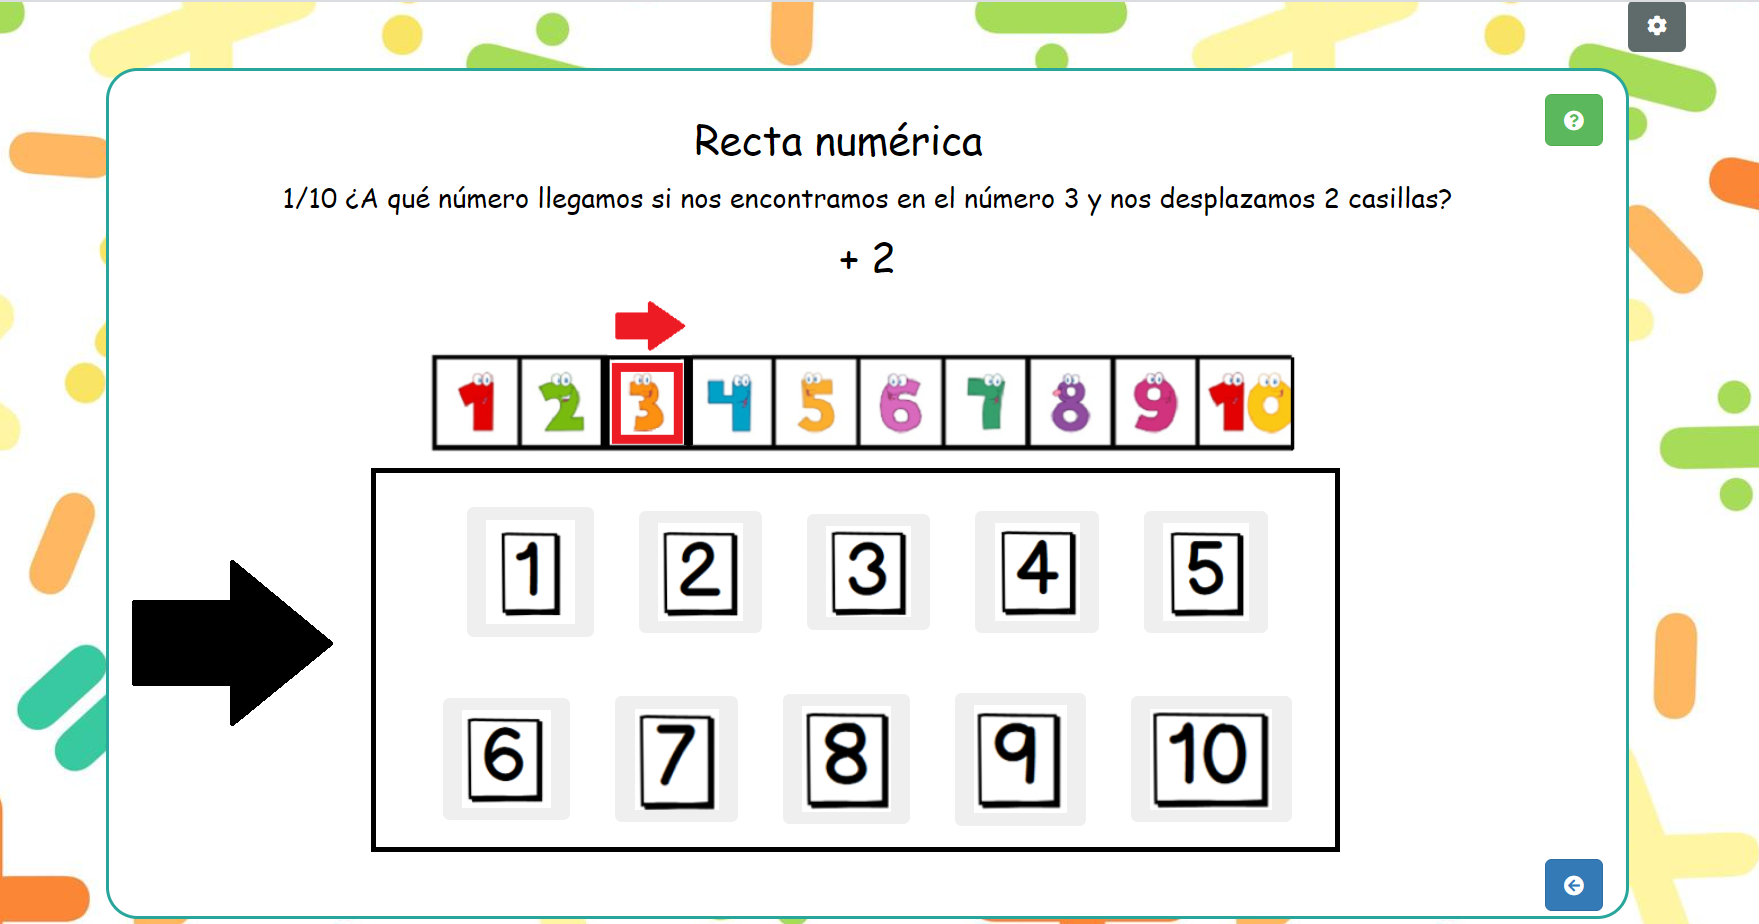 Recta numérica
1/10 ¿A qué número llegamos si nos encontramos en el número 3 y nos desplazamos 2 casillas?
+ 2
1 2 3 4 5 6 7 8 9 10
1 2 3 4 5
6 7 8 9 10